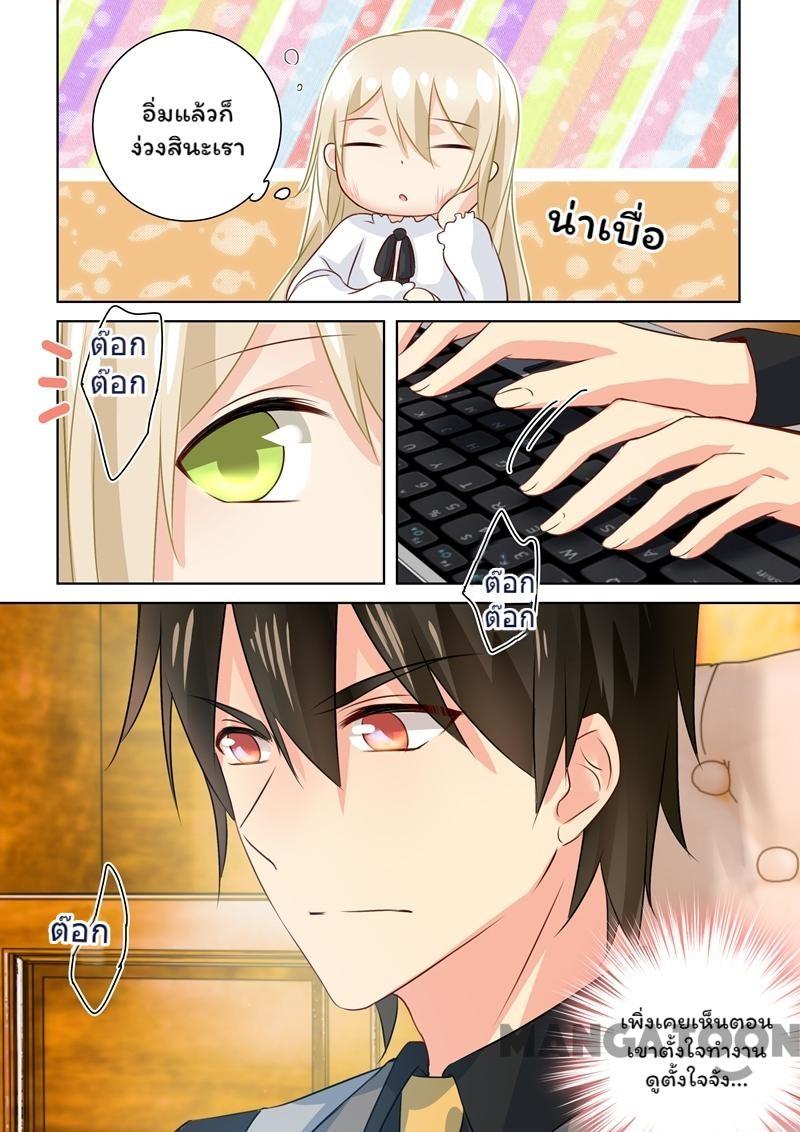 อิ่มแล้วก็
ง่วงสินะเรา
น่าเบื่อ
ต๊อก
ต๊อก
ต๊อก
ต๊อก
ต๊อก
เพิ่งเคยเห็นตอน
เขาตั้งใจทำงาน
ดูตั้งใจจัง...
MANGATOON